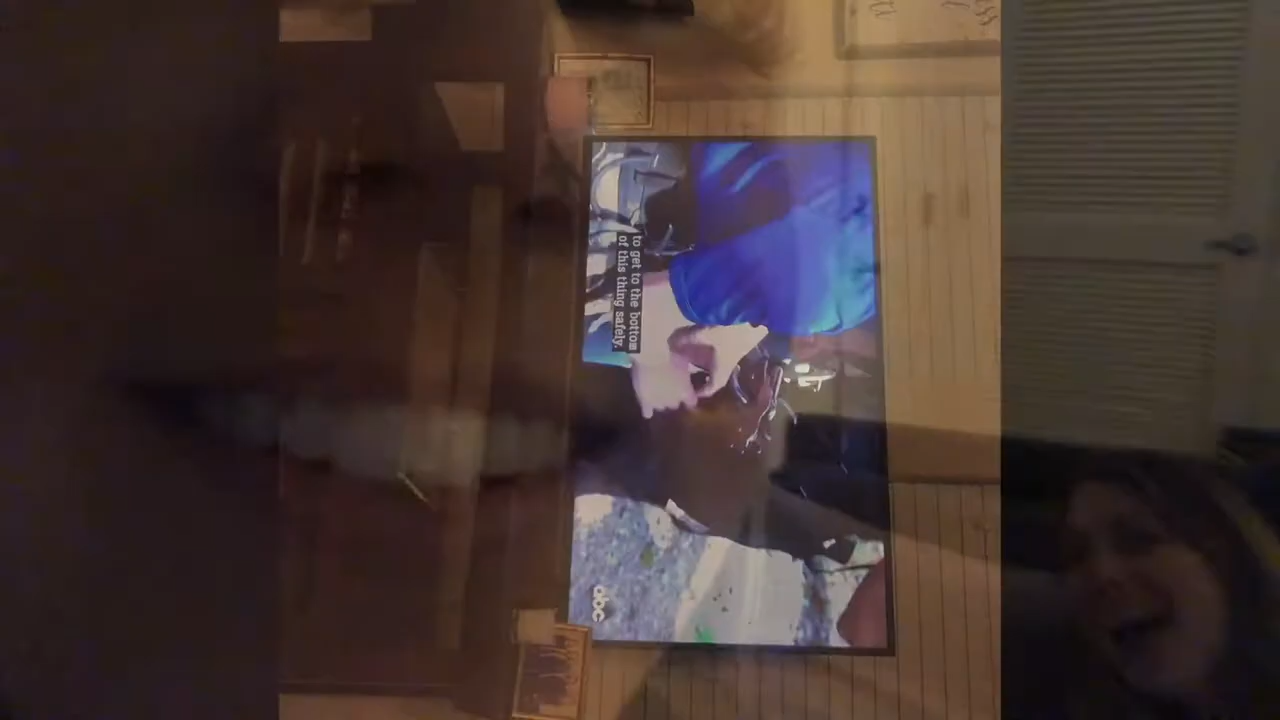 to get to the bottom
of this thing safely.
abc